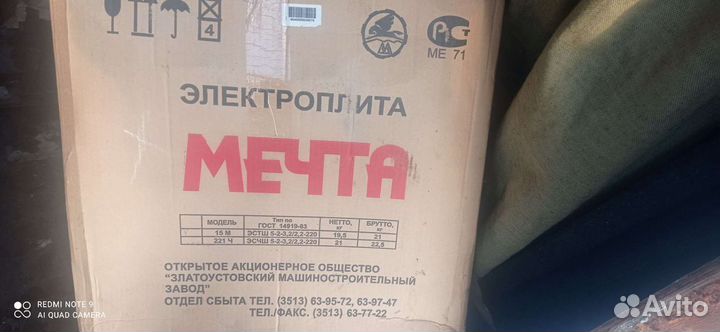 4
РСТ
МЕ 71
ЭЛЕКТРОПЛИТА
МЕЧТА
МОДЕЛЬ Тип по ГОСТ 14919-83 НЕТТО, кг БРУТТО, кг
15 М ЭСТШ 5-2-3,2/2,2-220 19,5 21
221 Ч ЭСЧШ 5-2-3,2/2,2-220 21 22,5
ОТКРЫТОЕ АКЦИОНЕРНОЕ ОБЩЕСТВО
"ЗЛАТОУСТОВСКИЙ МАШИНОСТРОИТЕЛЬНЫЙ
ЗАВОД"
ОТДЕЛ СБЫТА ТЕЛ. (3513) 63-95-72, 63-97-47
ТЕЛ./ФАКС. (3513) 63-77-22
REDMI NOTE 9
AI QUAD CAMERA
Avito